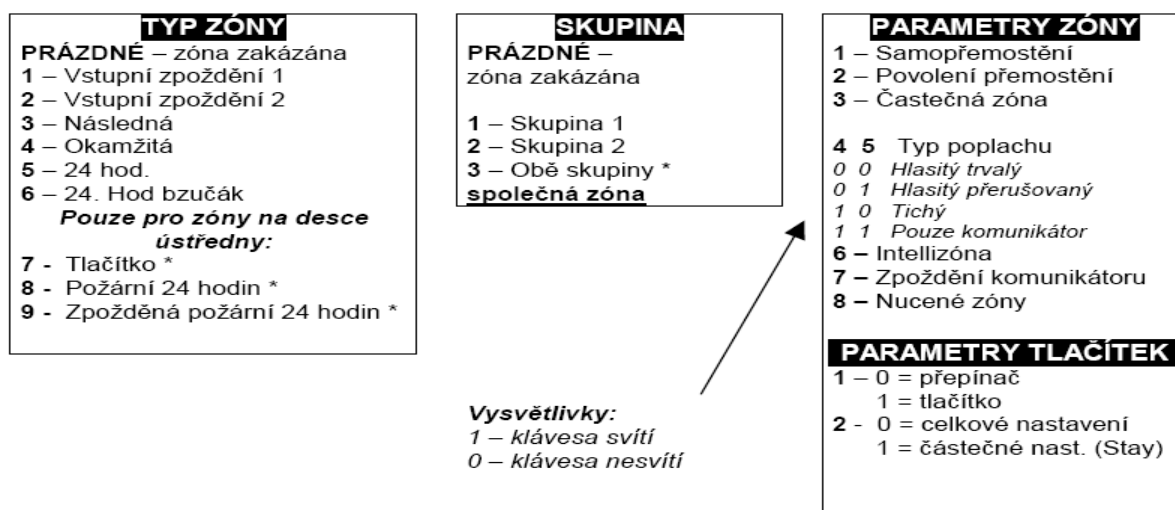 TYP ZÓNY
PRÁZDNÉ – zóna zakázána
1 – Vstupní zpoždění 1
2 – Vstupní zpoždění 2
3 – Následná
4 – Okamžitá
5 – 24 hod.
6 – 24. Hod bzučák
Pouze pro zóny na desce
ústředny:
7 - Tlačítko *
8 - Požární 24 hodin *
9 - Zpožděná požární 24 hodin *
SKUPINA
PRÁZDNÉ –
zóna zakázána
1 – Skupina 1
2 – Skupina 2
3 – Obě skupiny *
společná zóna
Vysvětlivky:
1 – klávesa svítí
0 – klávesa nesvítí
PARAMETRY ZÓNY
1 – Samopřemostění
2 – Povolení přemostění
3 – Častečná zóna
4 5 Typ poplachu
0 0 Hlasitý trvalý
0 1 Hlasitý přerušovaný
1 0 Tichý
1 1 Pouze komunikátor
6 – Intellizóna
7 – Zpoždění komunikátoru
8 – Nucené zóny
PARAMETRY TLAČÍTEK
1 – 0 = přepínač
1 = tlačítko
2 - 0 = celkové nastavení
1 = částečné nast. (Stay)